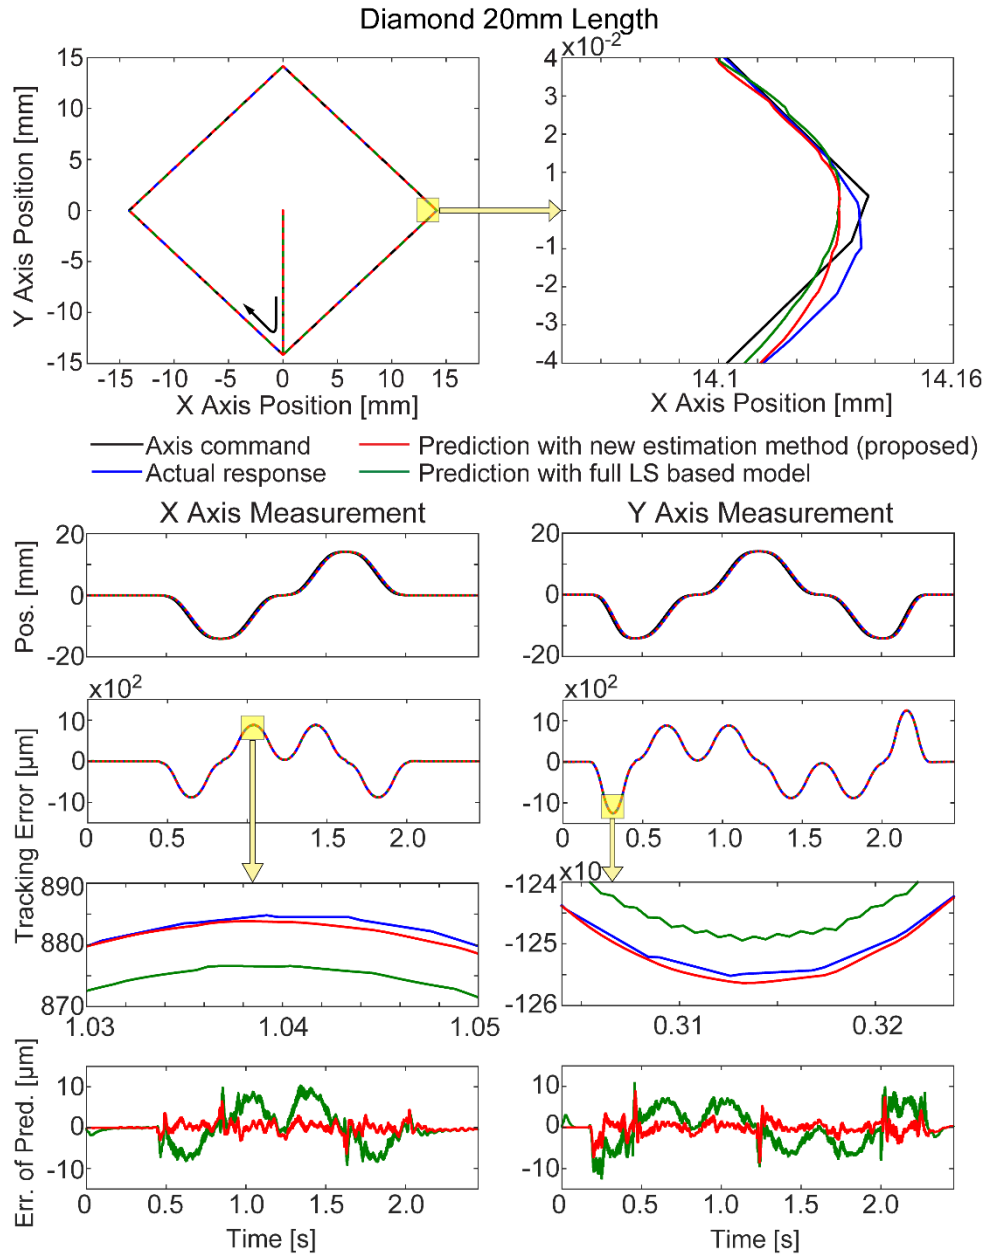 Diamond 20mm Length
15
10
5
0
-5
-10
-15
Y Axis Position [mm]
-15 -10 -5 0 5 10 15
X Axis Position [mm]
x10-2
4
2
0
-1
-2
-3
-4
14.1 14.16
X Axis Position [mm]
Axis command
Actual response
Prediction with new estimation method (proposed)
Prediction with full LS based model
X Axis Measurement
Y Axis Measurement
Pos. [mm]
20
0
-20
20
0
-20
Tracking Error [µm]
x10²
10
0
-10
0 0.5 1.0 1.5 2.0
x10²
10
0
-10
0 0.5 1.0 1.5 2.0
890
880
870
1.03 1.04 1.05
-124
x10
-125
-126
0.31 0.32
Err. of Pred. [µm]
10
0
-10
0 0.5 1.0 1.5 2.0
Time [s]
10
0
-10
0 0.5 1.0 1.5 2.0
Time [s]